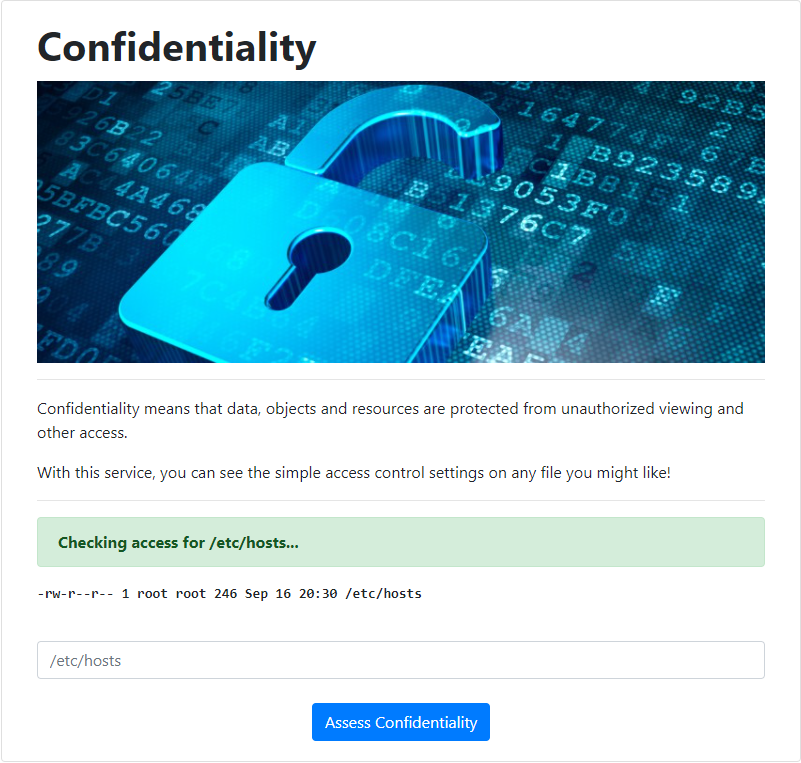 Confidentiality
Confidentiality means that data, objects and resources are protected from unauthorized viewing and
other access.
With this service, you can see the simple access control settings on any file you might like!
Checking access for /etc/hosts...
-rw-r--r-- 1 root root 246 Sep 16 20:30 /etc/hosts
/etc/hosts
Assess Confidentiality